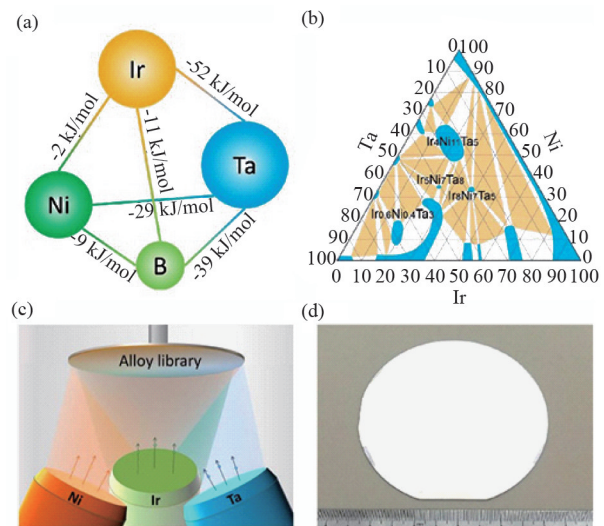 (a)
Ir
-52 kJ/mol
-2 kJ/mol
-11 kJ/mol
Ta
Ni
-29 kJ/mol
-9 kJ/mol
-39 kJ/mol
B
(b)
0 100
10 90
20 80
30 70
40 60
50 50
60 40
70 30
80 20
90 10
100 0
Ta
Ni
Ir4Ni11Ta5
Ir5Ni7Ta8
Ir8Ni7Ta5
Ir0.6Ni0.4Ta3
0 10 20 30 40 50 60 70 80 90 100
Ir
(c)
Alloy library
Ni
Ir
Ta
(d)